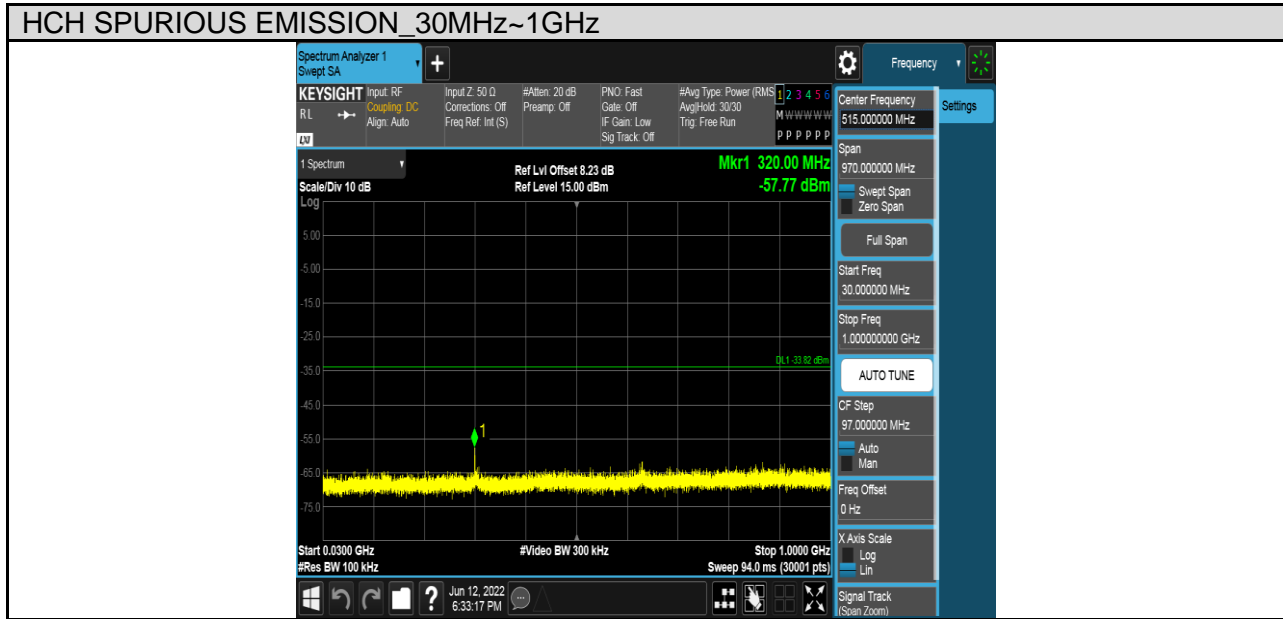 HCH SPURIOUS EMISSION_30MHz~1GHz
Spectrum Analyzer 1
Swept SA
+
Frequency
KEYSIGHT
RL
LXI
Input: RF
Coupling: DC
Align: Auto
Input Z: 50 Ω
Corrections: Off
Freq Ref: Int (S)
#Atten: 20 dB
Preamp: Off
PNO: Fast
Gate: Off
IF Gain: Low
Sig Track: Off
#Avg Type: Power (RMS
Avg|Hold: 30/30
Trig: Free Run
1 2 3 4 5 6
M W W W W W
P P P P P P
1 Spectrum
Scale/Div 10 dB
Log
Ref Lvl Offset 8.23 dB
Ref Level 15.00 dBm
Mkr1 320.00 MHz
-57.77 dBm
5.00
-5.00
-15.0
-25.0
-35.0
-45.0
-55.0
-65.0
-75.0
DL1 -33.82 dBm
1
Start 0.0300 GHz
#Res BW 100 kHz
#Video BW 300 kHz
Stop 1.0000 GHz
Sweep 94.0 ms (30001 pts)
?
Jun 12, 2022
6:33:17 PM
Center Frequency
515.000000 MHz
Settings
Span
970.000000 MHz
Swept Span
Zero Span
Full Span
Start Freq
30.000000 MHz
Stop Freq
1.000000000 GHz
AUTO TUNE
CF Step
97.000000 MHz
Auto
Man
Freq Offset
0 Hz
X Axis Scale
Log
Lin
Signal Track
(Span Zoom)